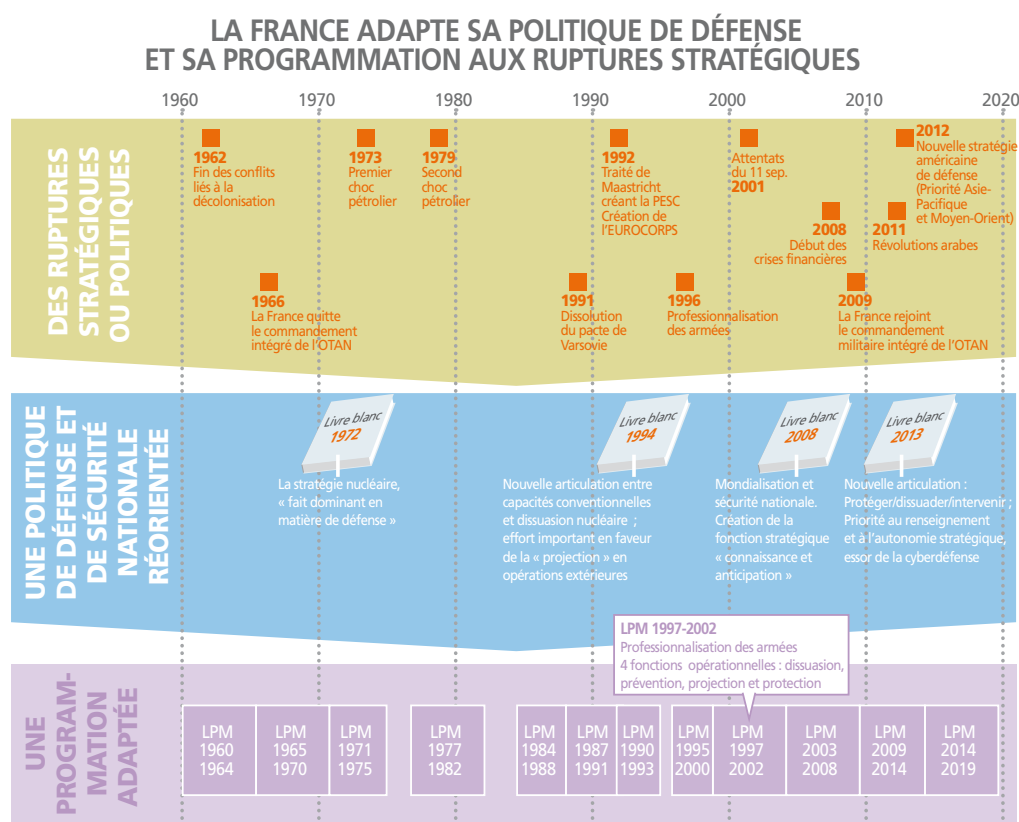 LA FRANCE ADAPTE SA POLITIQUE DE DÉFENSE
ET SA PROGRAMMATION AUX RUPTURES STRATÉGIQUES
1960 1970 1980 1990 2000 2010 2020
DES RUPTURES
STRATÉGIQUES
OU POLITIQUES
1962
Fin des conflits
liés à la
décolonisation
1973
Premier
choc
pétrolier
1979
Second
choc
pétrolier
1992
Traité de
Maastricht
créant la PESC
Création de
l'EUROCORPS
Attentats
du 11 sep.
2001
2012
Nouvelle stratégie
américaine
de défense
(Priorité Asie-
Pacifique
et Moyen-Orient)
2008
Début des
crises financières
2011
Révolutions arabes
1966
La France quitte
le commandement
intégré de l'OTAN
1991
Dissolution
du pacte de
Varsovie
1996
Professionnalisation
des armées
2009
La France rejoint
le commandement
militaire intégré de l'OTAN
UNE POLITIQUE
DE DÉFENSE ET
DE SÉCURITÉ
NATIONALE
RÉORIENTÉE
Livre blanc
1972
La stratégie nucléaire,
« fait dominant en
matière de défense »
Livre blanc
1994
Nouvelle articulation entre
capacités conventionnelles
et dissuasion nucléaire ;
effort important en faveur
de la « projection » en
opérations extérieures
Livre blanc
2008
Mondialisation et
sécurité nationale.
Création de la
fonction stratégique
« connaissance et
anticipation »
Livre blanc
2013
Nouvelle articulation :
Protéger/dissuader/intervenir ;
Priorité au renseignement
et à l'autonomie stratégique,
essor de la cyberdéfense
UNE
PROGRAM-
MATION
ADAPTÉE
LPM 1997-2002
Professionnalisation des armées
4 fonctions opérationnelles : dissuasion,
prévention, projection et protection
LPM
1960
1964
LPM
1965
1970
LPM
1971
1975
LPM
1977
1982
LPM
1984
1988
LPM
1987
1991
LPM
1990
1993
LPM
1995
2000
LPM
1997
2002
LPM
2003
2008
LPM
2009
2014
LPM
2014
2019